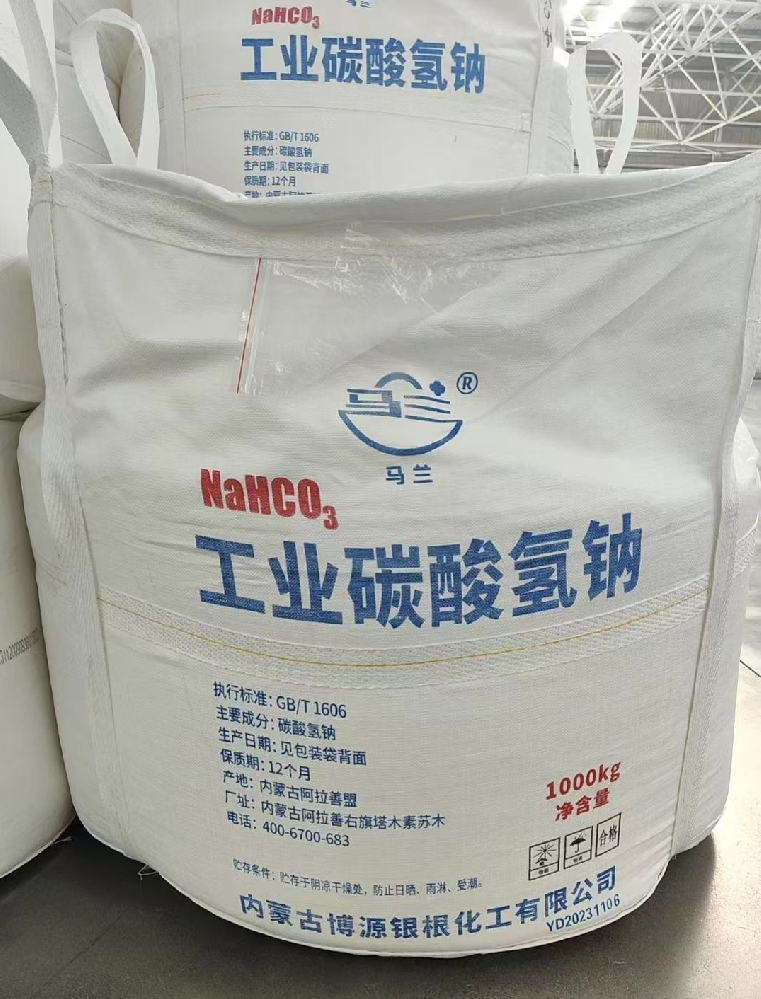 马兰
NaHCO₃
工业碳酸氢钠
执行标准：GB/T 1606
主要成分：碳酸氢钠
生产日期：见包装袋背面
保质期：12个月
马兰
®
马兰
NaHCO₃
工业碳酸氢钠
执行标准：GB/T 1606
主要成分：碳酸氢钠
生产日期：见包装袋背面
保质期：12个月
产地：内蒙古阿拉善盟
厂址：内蒙古阿拉善右旗塔木素苏木
电话：400-6700-683
1000kg
净含量
合格
贮存条件：贮存于阴凉干燥处，防止日晒、雨淋、受潮。
内蒙古博源银根化工有限公司
YD20231106